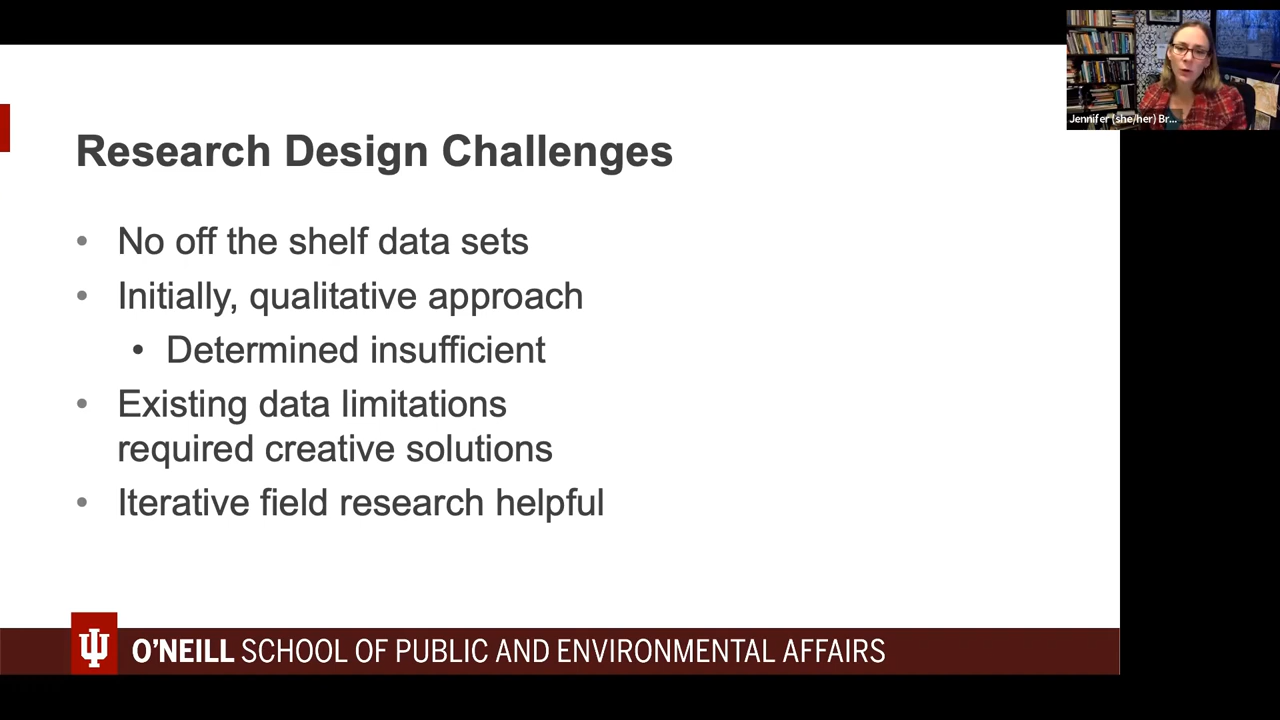 Jennifer (she/her) Br...
Research Design Challenges
• No off the shelf data sets
• Initially, qualitative approach
• Determined insufficient
• Existing data limitations
required creative solutions
• Iterative field research helpful
O'NEILL SCHOOL OF PUBLIC AND ENVIRONMENTAL AFFAIRS